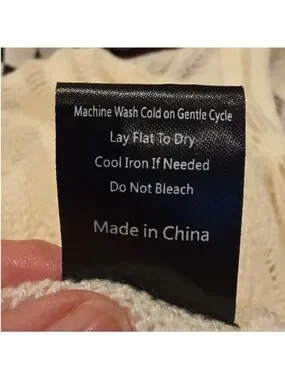 Machine Wash Cold on Gentle Cycle
Lay Flat To Dry
Cool Iron If Needed
Do Not Bleach
Made in China